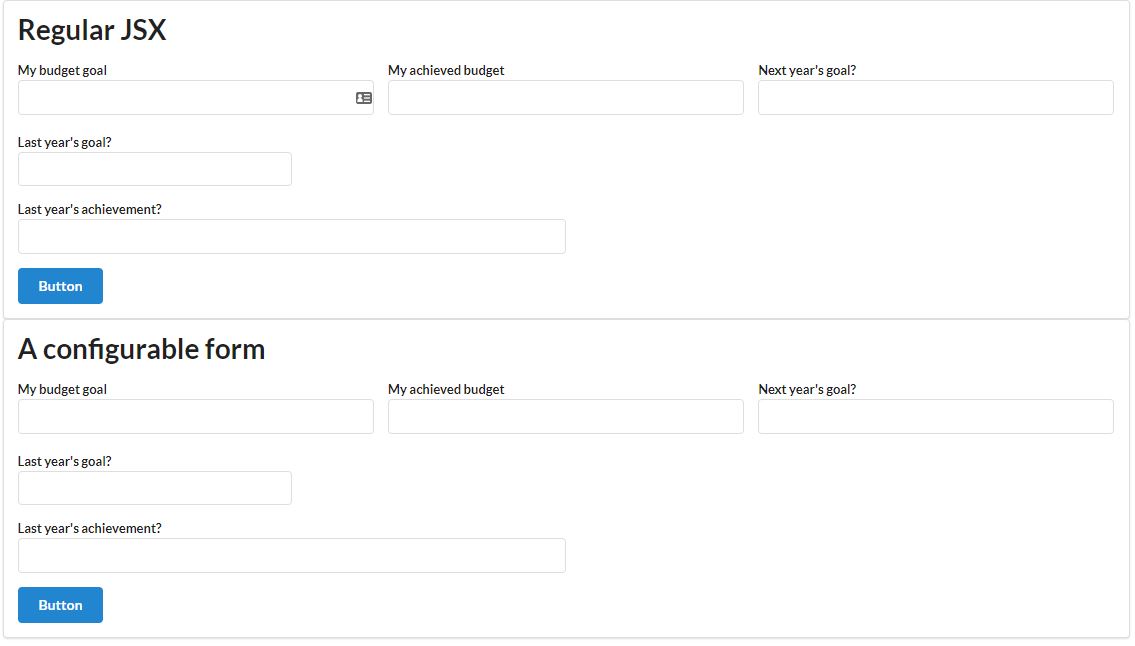 Regular JSX
My budget goal My achieved budget Next year's goal?
Last year's goal?
Last year's achievement?
Button
A configurable form
My budget goal My achieved budget Next year's goal?
Last year's goal?
Last year's achievement?
Button